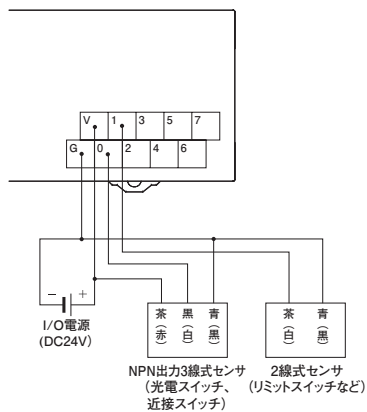 V 1 3 5 7
G 0 2 4 6
− +
I/O電源
(DC24V)
茶(赤) 黒(白) 青(黒)
茶(白) 青(黒)
NPN出力3線式センサ
(光電スイッチ、
近接スイッチ)
2線式センサ
(リミットスイッチなど)